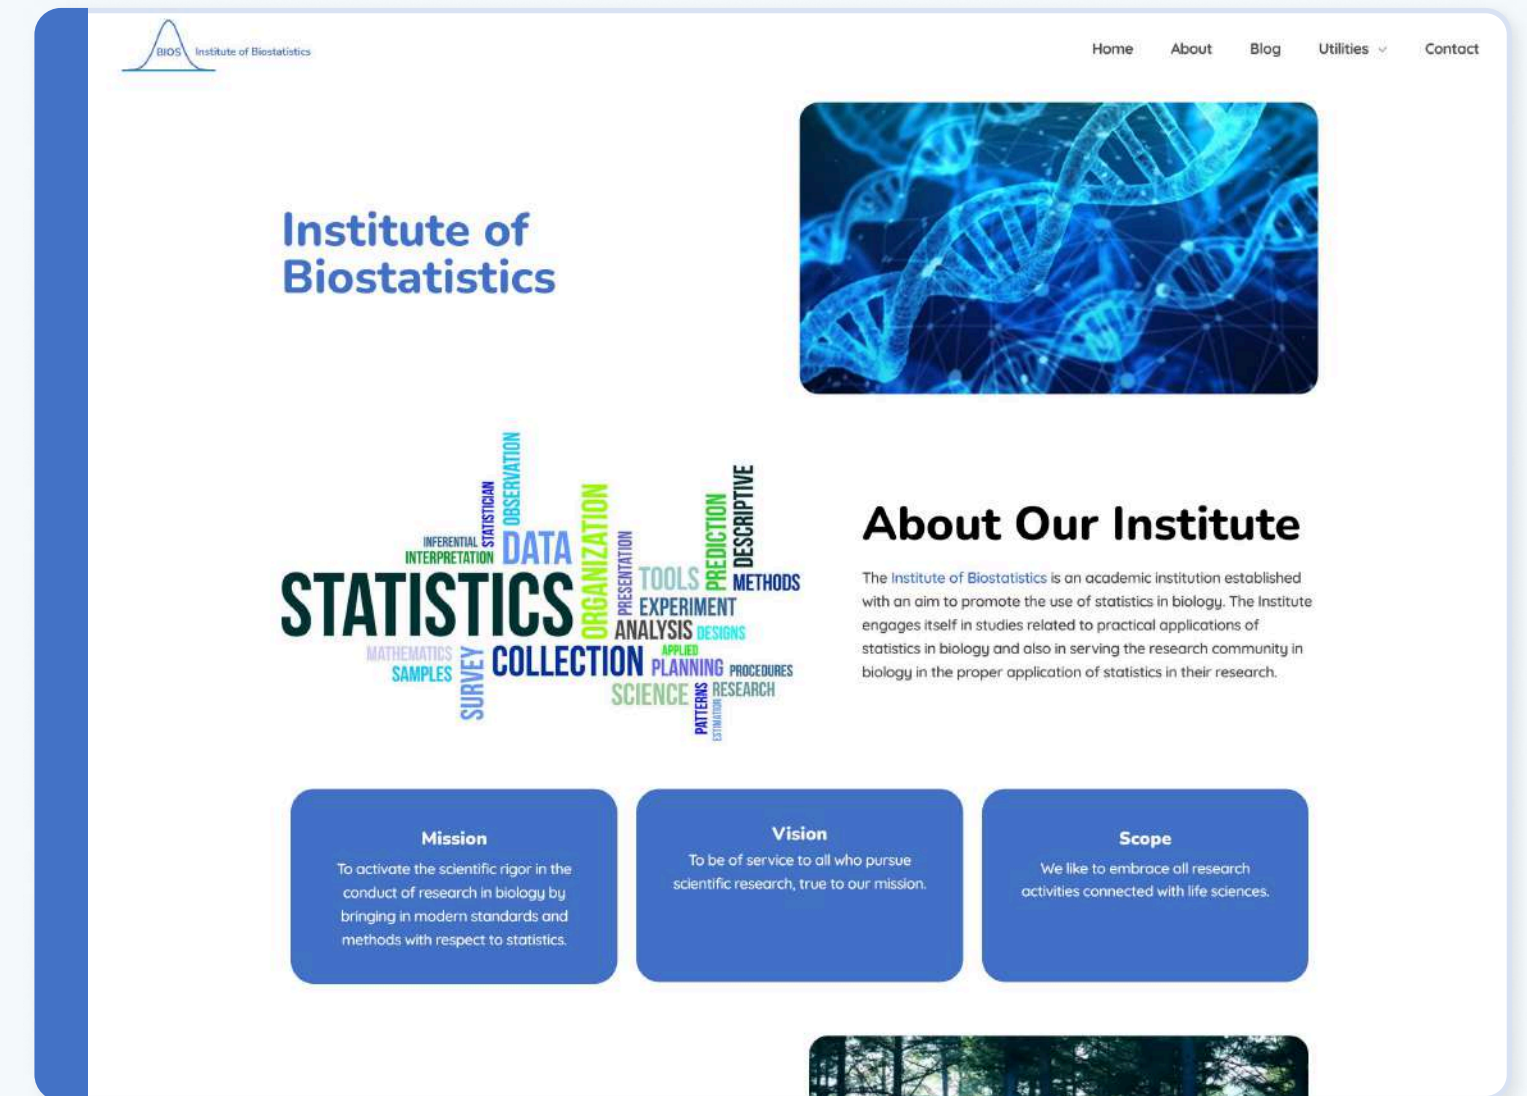 BIOS Institute of Biostatistics
Home About Blog Utilities Contact
Institute of
Biostatistics
OBSERVATION
STATISTICIAN
INFERENTIAL
INTERPRETATION
DATA
ORGANIZATION
PRESENTATION
PREDICTION
DESCRIPTIVE
TOOLS
METHODS
STATISTICS
EXPERIMENT
ANALYSIS
DESIGNS
MATHEMATICS
SAMPLES
SURVEY
COLLECTION
APPLIED
PLANNING
PROCEDURES
SCIENCE
PATTERNS
RESEARCH
ESTIMATION
About Our Institute
The Institute of Biostatistics is an academic institution established
with an aim to promote the use of statistics in biology. The Institute
engages itself in studies related to practical applications of
statistics in biology and also in serving the research community in
biology in the proper application of statistics in their research.
Mission
To activate the scientific rigor in the
conduct of research in biology by
bringing in modern standards and
methods with respect to statistics.
Vision
To be of service to all who pursue
scientific research, true to our mission.
Scope
We like to embrace all research
activities connected with life sciences.